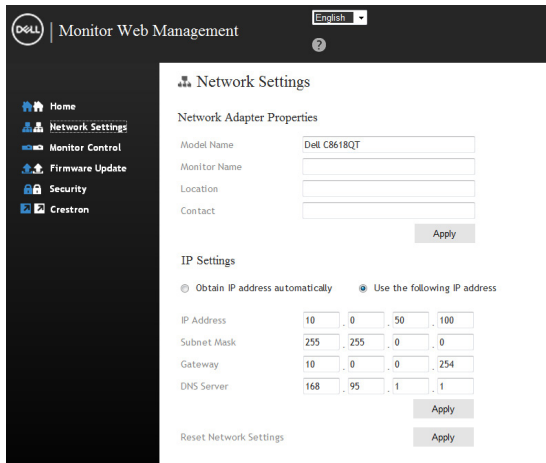 DELL
Monitor Web Management
English
?
Home
Network Settings
Monitor Control
Firmware Update
Security
Crestron
Network Settings
Network Adapter Properties
Model Name Dell C8618QT
Monitor Name
Location
Contact
Apply
IP Settings
Obtain IP address automatically Use the following IP address
IP Address 10 . 0 . 50 . 100
Subnet Mask 255 . 255 . 0 . 0
Gateway 10 . 0 . 0 . 254
DNS Server 168 . 95 . 1 . 1
Apply
Reset Network Settings Apply